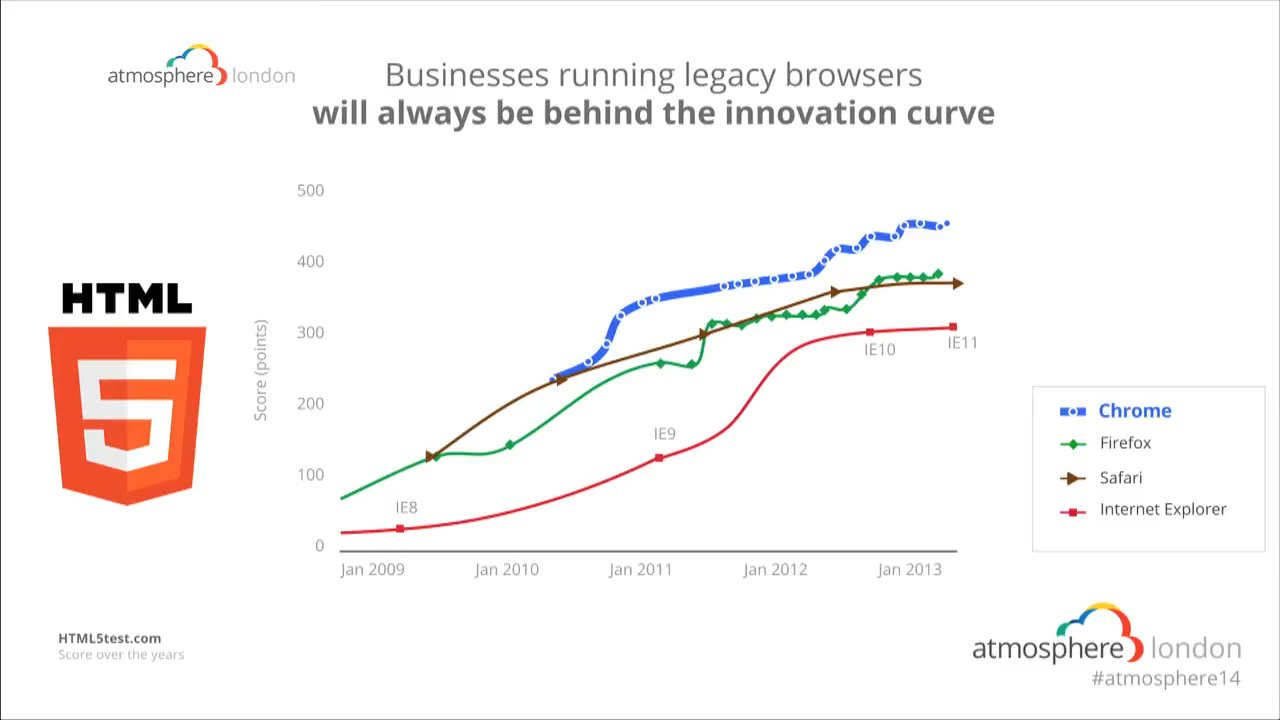 atmosphere london
Businesses running legacy browsers
will always be behind the innovation curve
HTML
5
Score (points)
500
400
300
200
100
0
IE8
IE9
IE10
IE11
Jan 2009
Jan 2010
Jan 2011
Jan 2012
Jan 2013
Chrome
Firefox
Safari
Internet Explorer
HTML5test.com
Score over the years
atmosphere london
#atmosphere14